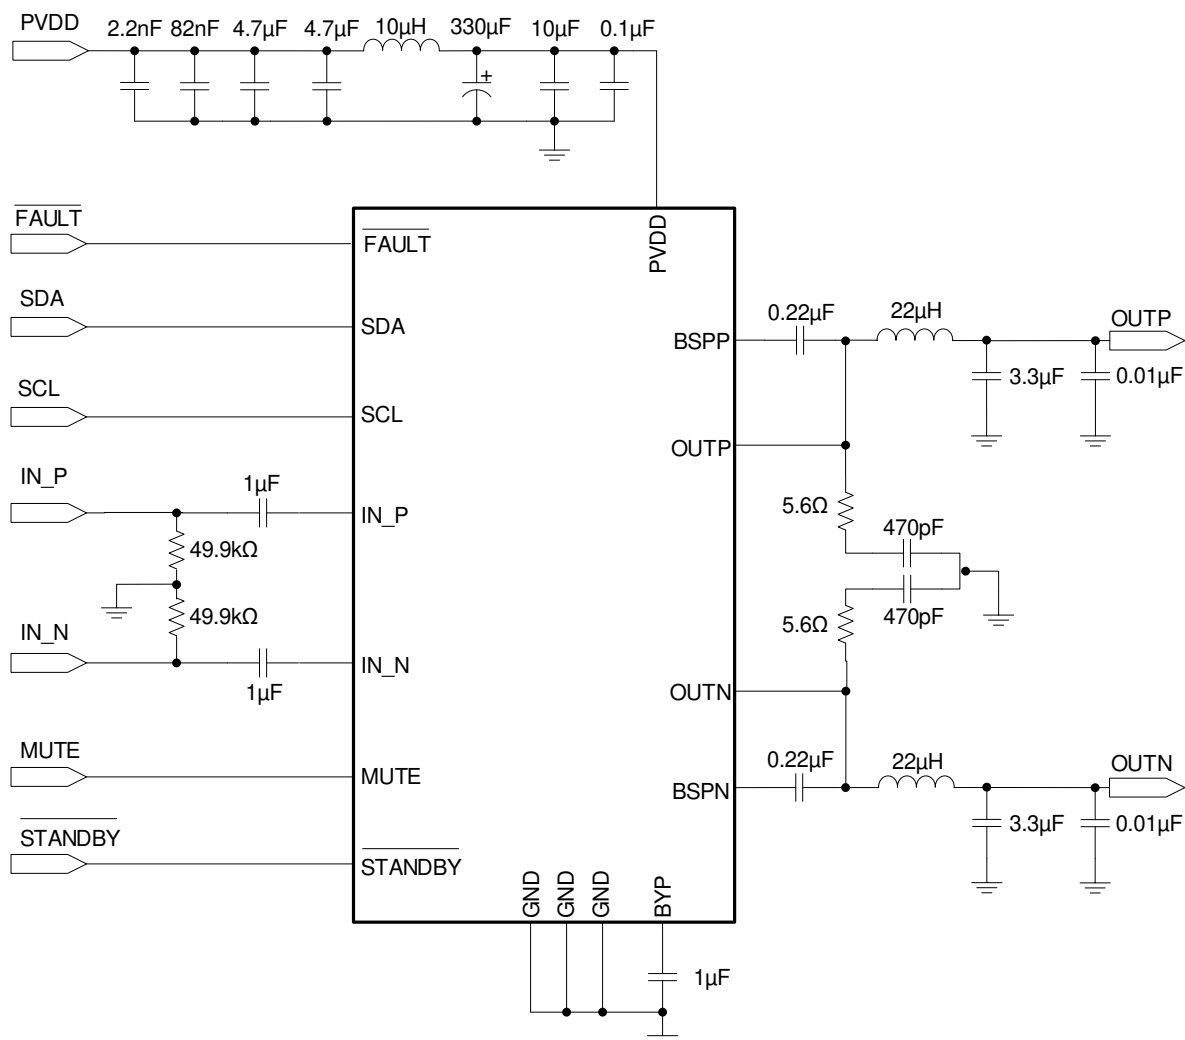 PVDD
2.2nF 82nF 4.7µF 4.7µF 10µH 330µF 10µF 0.1µF
+
FAULT
FAULT
PVDD
SDA
SDA
0.22µF
22µH
OUTP
BSPP
3.3µF
0.01µF
SCL
SCL
OUTP
IN_P
1µF
IN_P
5.6Ω
470pF
49.9kΩ
49.9kΩ
470pF
5.6Ω
IN_N
IN_N
1µF
OUTN
MUTE
MUTE
0.22µF
22µH
OUTN
BSPN
3.3µF
0.01µF
STANDBY
STANDBY
GND
GND
GND
BYP
1µF